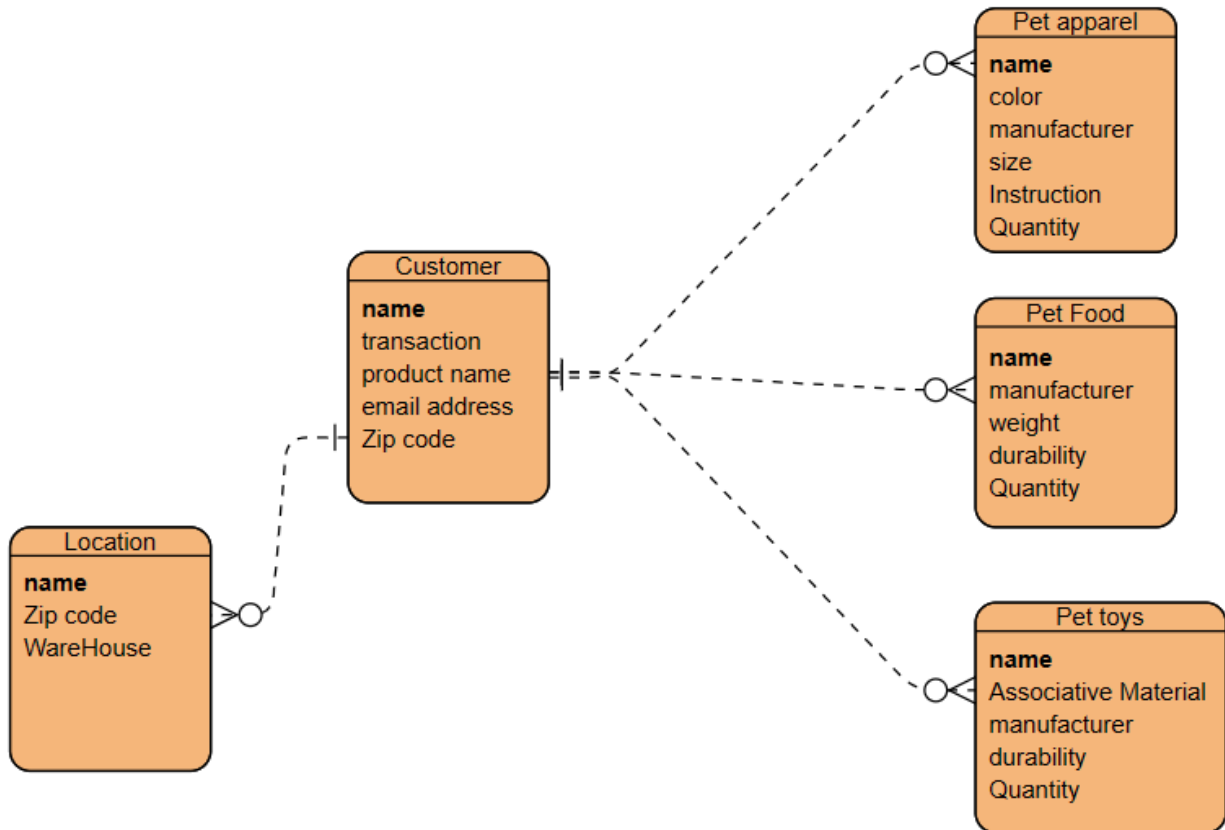 Pet apparel
name
color
manufacturer
size
Instruction
Quantity
Customer
name
transaction
product name
email address
Zip code
Pet Food
name
manufacturer
weight
durability
Quantity
Location
name
Zip code
WareHouse
Pet toys
name
Associative Material
manufacturer
durability
Quantity